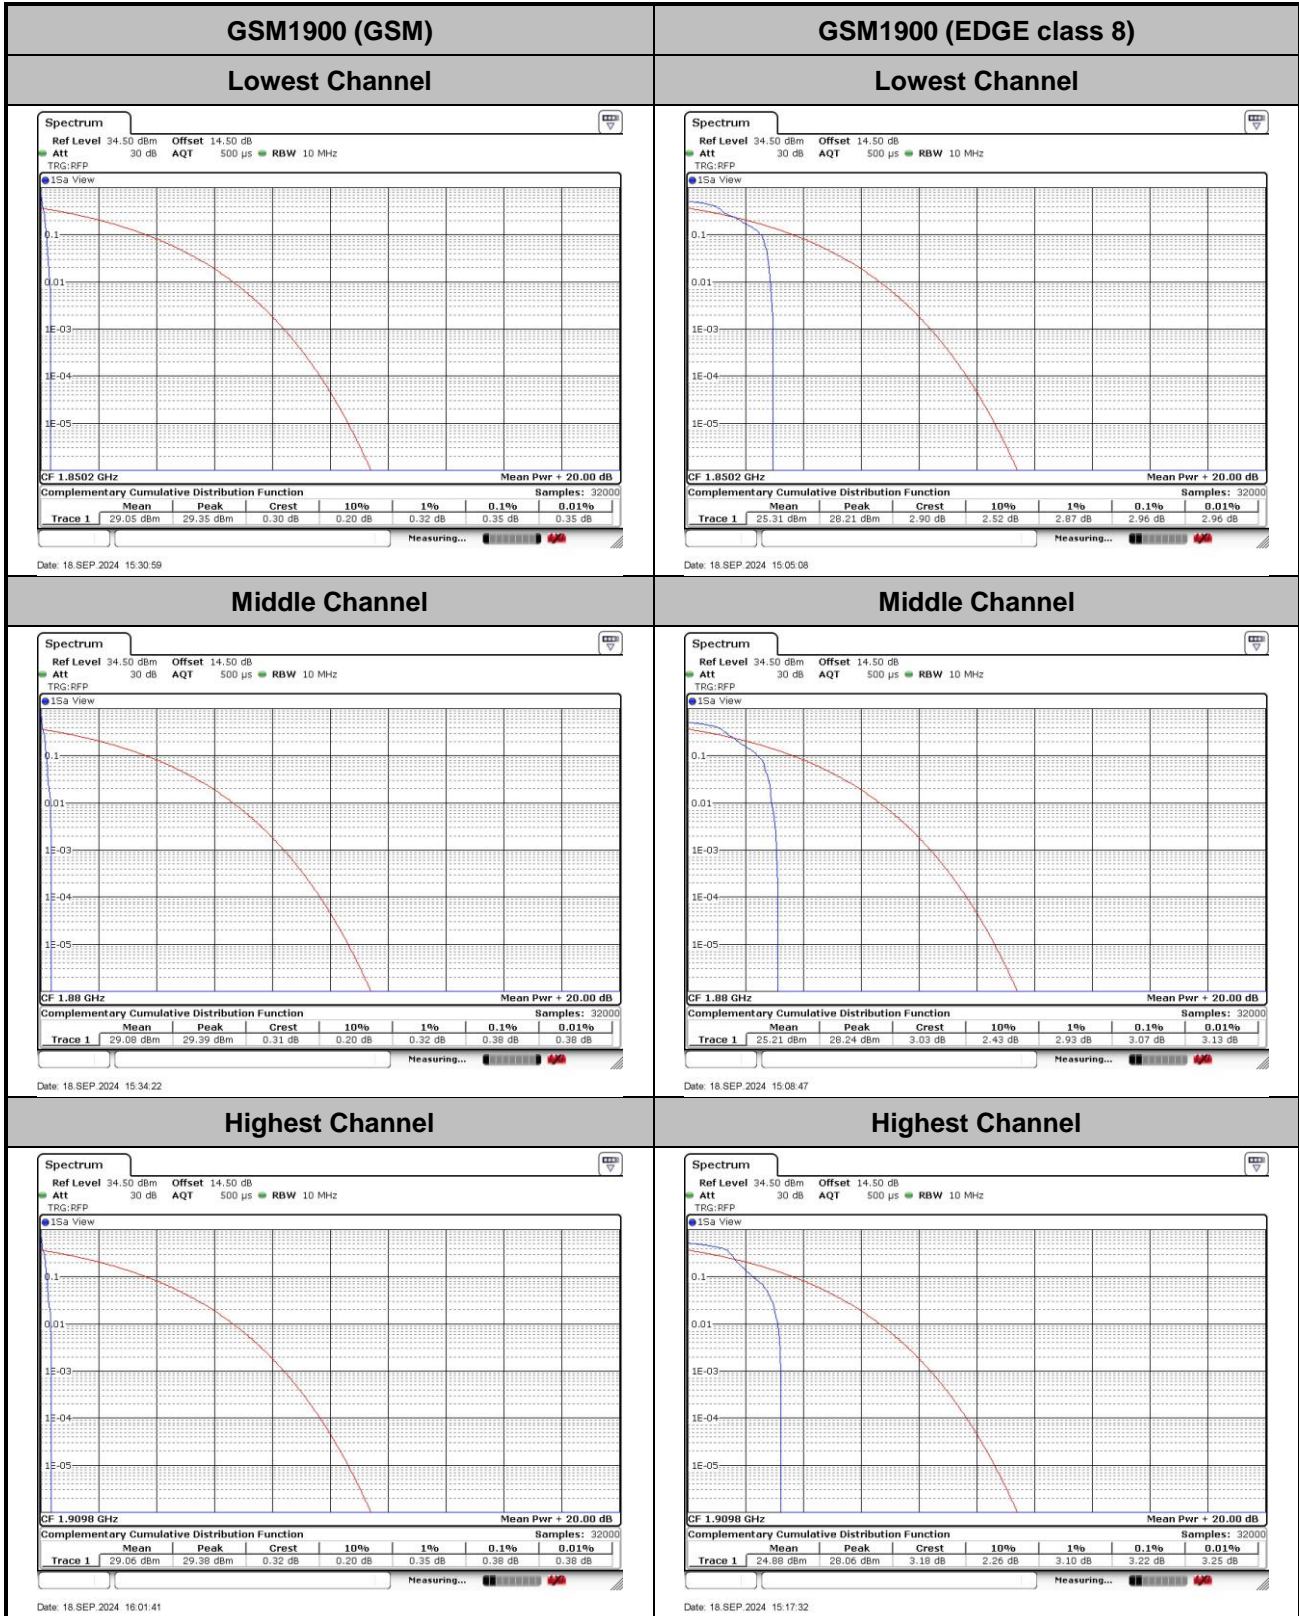 GSM1900 (GSM) GSM1900 (EDGE class 8)
Lowest Channel Lowest Channel
Spectrum
Ref Level 34.50 dBm Offset 14.50 dB
Att 30 dB AQT 500 µs RBW 10 MHz
TRG:RFP
1Sa View
0.1
0.01
1E-03
1E-04
1E-05
CF 1.8502 GHz Mean Pwr + 20.00 dB
Complementary Cumulative Distribution Function Samples: 32000
Mean Peak Crest 10% 1% 0.1% 0.01%
Trace 1 29.05 dBm 29.35 dBm 0.30 dB 0.20 dB 0.32 dB 0.35 dB 0.35 dB
Measuring...
Date: 18.SEP.2024 15:30:59
Spectrum
Ref Level 34.50 dBm Offset 14.50 dB
Att 30 dB AQT 500 µs RBW 10 MHz
TRG:RFP
1Sa View
0.1
0.01
1E-03
1E-04
1E-05
CF 1.8502 GHz Mean Pwr + 20.00 dB
Complementary Cumulative Distribution Function Samples: 32000
Mean Peak Crest 10% 1% 0.1% 0.01%
Trace 1 25.31 dBm 28.21 dBm 2.90 dB 2.52 dB 2.87 dB 2.96 dB 2.96 dB
Measuring...
Date: 18.SEP.2024 15:05:08
Middle Channel Middle Channel
Spectrum
Ref Level 34.50 dBm Offset 14.50 dB
Att 30 dB AQT 500 µs RBW 10 MHz
TRG:RFP
1Sa View
0.1
0.01
1E-03
1E-04
1E-05
CF 1.88 GHz Mean Pwr + 20.00 dB
Complementary Cumulative Distribution Function Samples: 32000
Mean Peak Crest 10% 1% 0.1% 0.01%
Trace 1 29.08 dBm 29.39 dBm 0.31 dB 0.20 dB 0.32 dB 0.38 dB 0.38 dB
Measuring...
Date: 18.SEP.2024 15:34:22
Spectrum
Ref Level 34.50 dBm Offset 14.50 dB
Att 30 dB AQT 500 µs RBW 10 MHz
TRG:RFP
1Sa View
0.1
0.01
1E-03
1E-04
1E-05
CF 1.88 GHz Mean Pwr + 20.00 dB
Complementary Cumulative Distribution Function Samples: 32000
Mean Peak Crest 10% 1% 0.1% 0.01%
Trace 1 25.21 dBm 28.24 dBm 3.03 dB 2.43 dB 2.93 dB 3.07 dB 3.13 dB
Measuring...
Date: 18.SEP.2024 15:08:47
Highest Channel Highest Channel
Spectrum
Ref Level 34.50 dBm Offset 14.50 dB
Att 30 dB AQT 500 µs RBW 10 MHz
TRG:RFP
1Sa View
0.1
0.01
1E-03
1E-04
1E-05
CF 1.9098 GHz Mean Pwr + 20.00 dB
Complementary Cumulative Distribution Function Samples: 32000
Mean Peak Crest 10% 1% 0.1% 0.01%
Trace 1 29.06 dBm 29.38 dBm 0.32 dB 0.20 dB 0.35 dB 0.38 dB 0.38 dB
Measuring...
Date: 18.SEP.2024 16:01:41
Spectrum
Ref Level 34.50 dBm Offset 14.50 dB
Att 30 dB AQT 500 µs RBW 10 MHz
TRG:RFP
1Sa View
0.1
0.01
1E-03
1E-04
1E-05
CF 1.9098 GHz Mean Pwr + 20.00 dB
Complementary Cumulative Distribution Function Samples: 32000
Mean Peak Crest 10% 1% 0.1% 0.01%
Trace 1 24.88 dBm 28.06 dBm 3.18 dB 2.26 dB 3.10 dB 3.22 dB 3.25 dB
Measuring...
Date: 18.SEP.2024 15:17:32